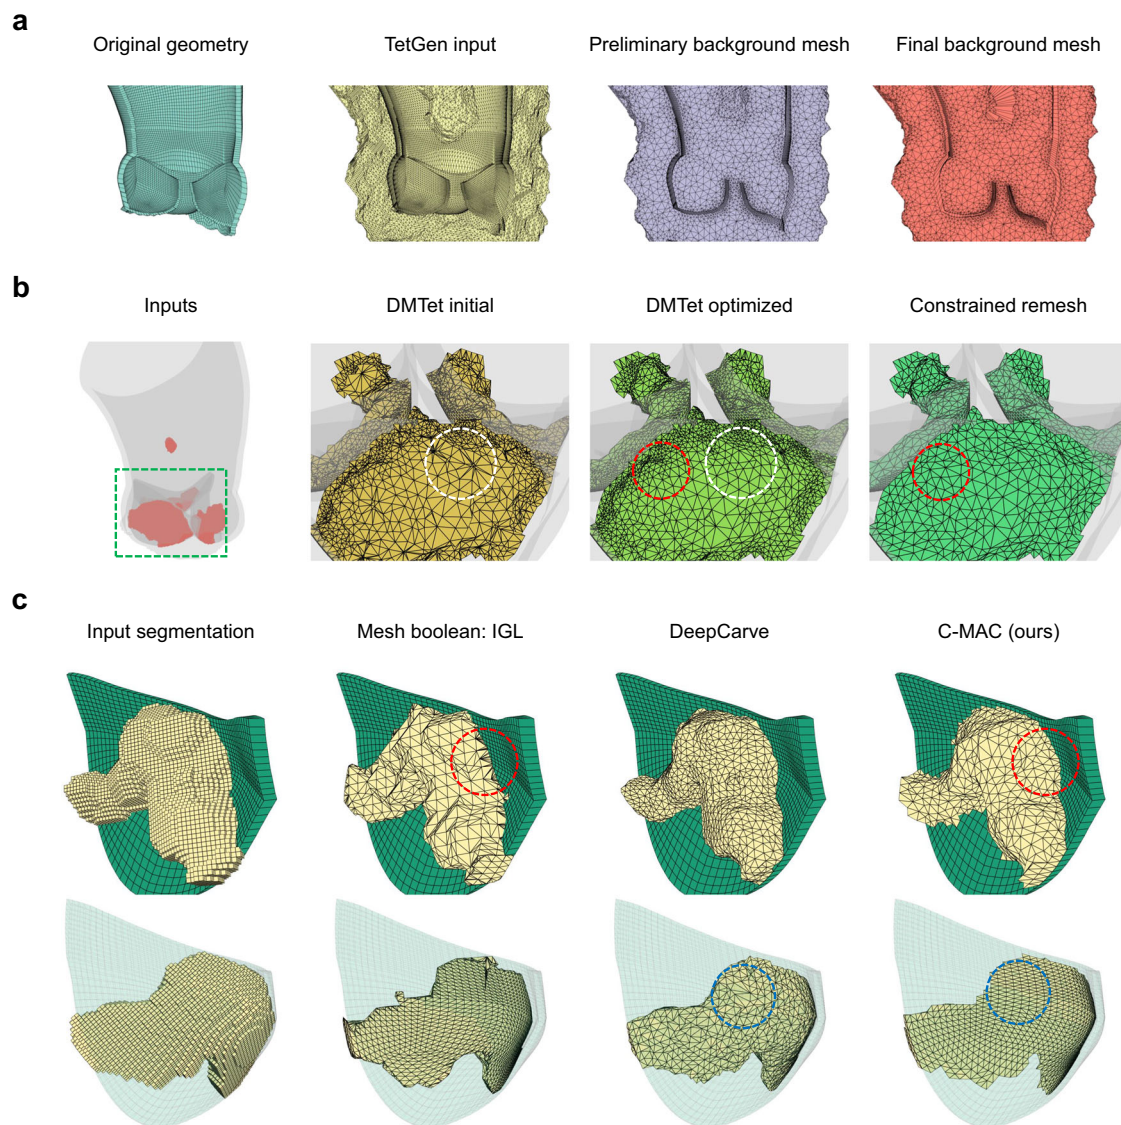 a
Original geometry
TetGen input
Preliminary background mesh
Final background mesh
b
Inputs
DMTet initial
DMTet optimized
Constrained remesh
c
Input segmentation
Mesh boolean: IGL
DeepCarve
C-MAC (ours)